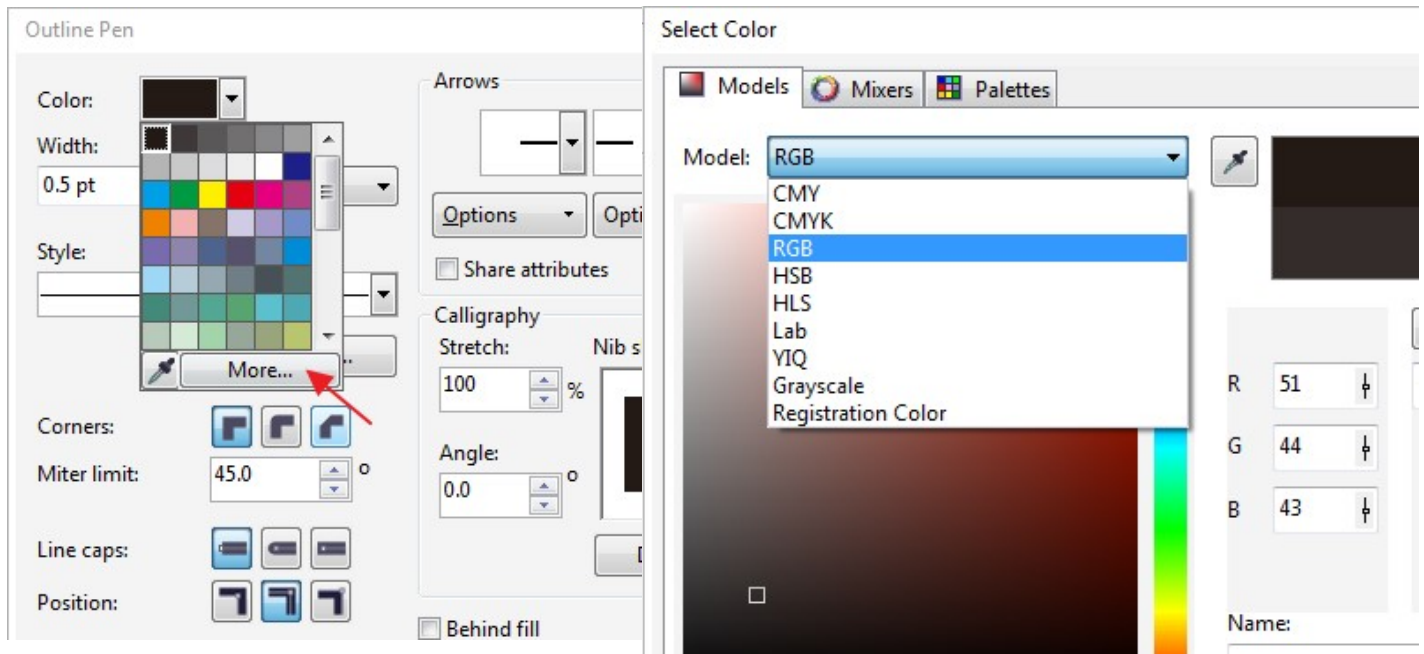 Outline Pen
Color:
Width:
0.5 pt
Style:
More...
Corners:
Miter limit:
45.0
°
Line caps:
Position:
Arrows
Options
Opti
Share attributes
Calligraphy
Stretch:
Nib s
100
%
Angle:
0.0
°
Behind fill
Select Color
Models
Mixers
Palettes
Model:
RGB
CMY
CMYK
RGB
HSB
HLS
Lab
YIQ
Grayscale
Registration Color
R 51
G 44
B 43
Name: